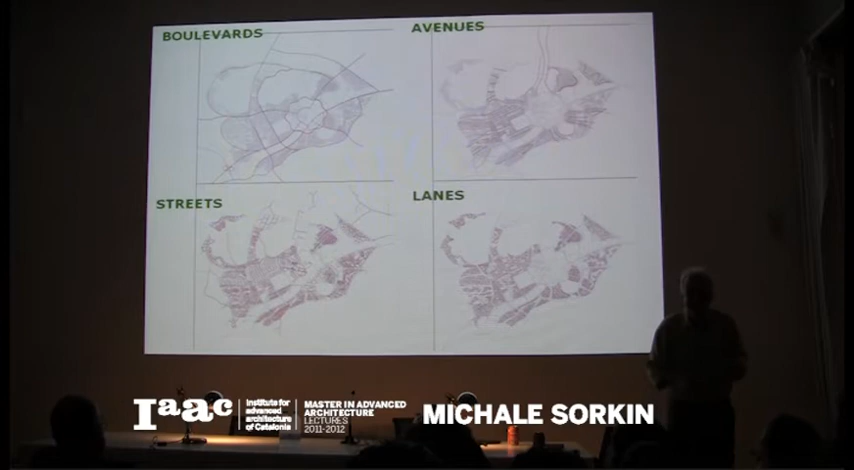 BOULEVARDS
AVENUES
STREETS
LANES
Iaac
Institute for
advanced
architecture
of Catalonia
MASTER IN ADVANCED
ARCHITECTURE
LECTURES
2011-2012
MICHALE SORKIN